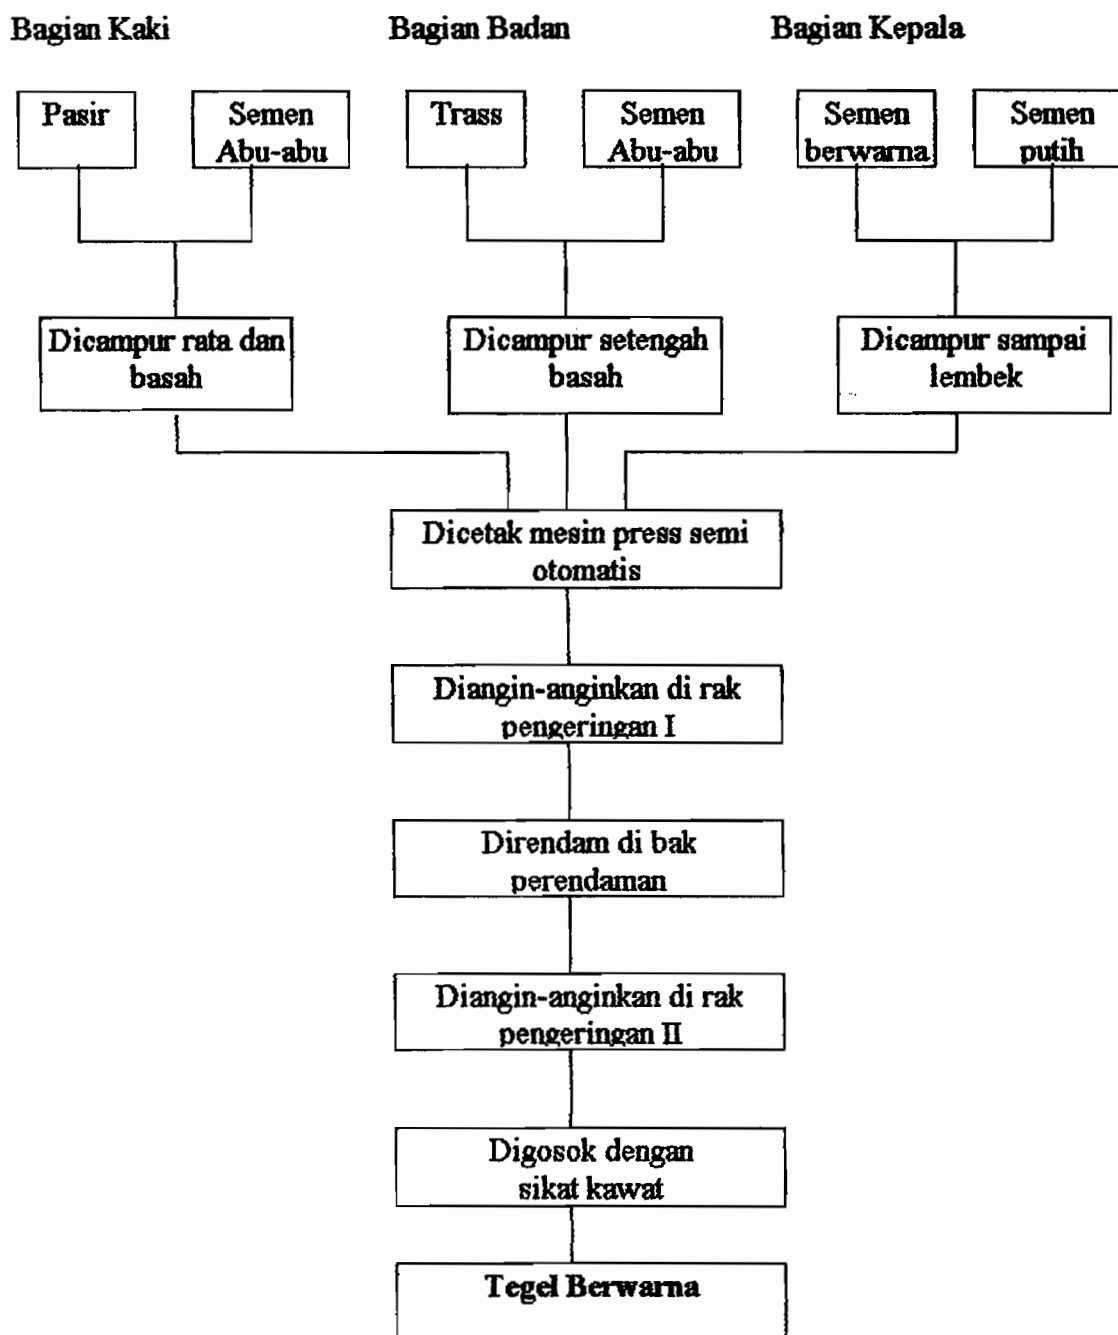 Bagian Kaki
Bagian Badan
Bagian Kepala
Pasir
Semen
Abu-abu
Trass
Semen
Abu-abu
Semen
berwarna
Semen
putih
Dicampur rata dan
basah
Dicampur setengah
basah
Dicampur sampai
lembek
Dicetak mesin press semi
otomatis
Diangin-anginkan di rak
pengeringan I
Direndam di bak
perendaman
Diangin-anginkan di rak
pengeringan II
Digosok dengan
sikat kawat
Tegel Berwarna